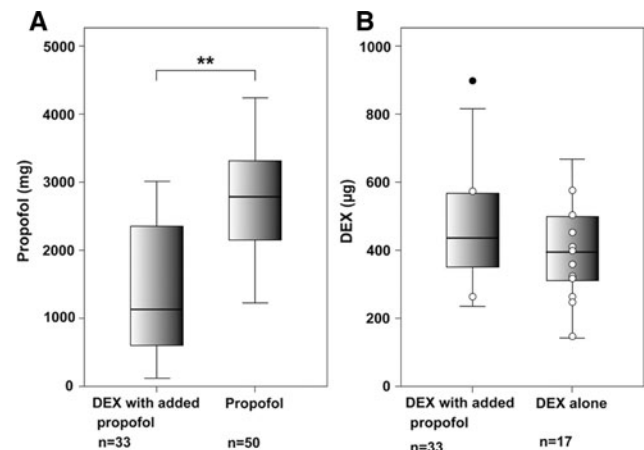 A
5000
4000
3000
2000
1000
0
Propofol (mg)
**
DEX with added
propofol
n=33
Propofol
n=50
B
1000
800
600
400
200
0
DEX (µg)
DEX with added
propofol
n=33
DEX alone
n=17